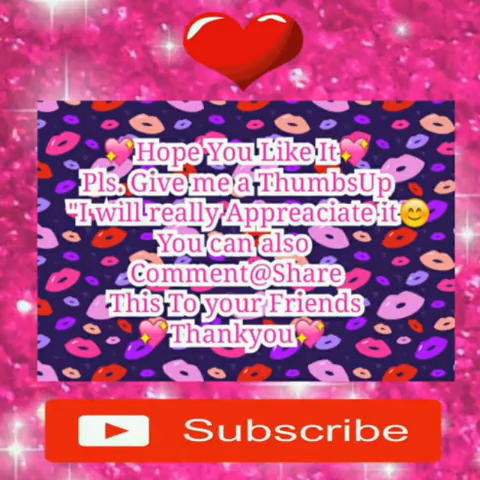 💖Hope You Like It💖
Pls. Give me a ThumbsUp
"I will really Appreaciate it😊
You can also
Comment@Share
This To your Friends
💖Thankyou💖
Subscribe